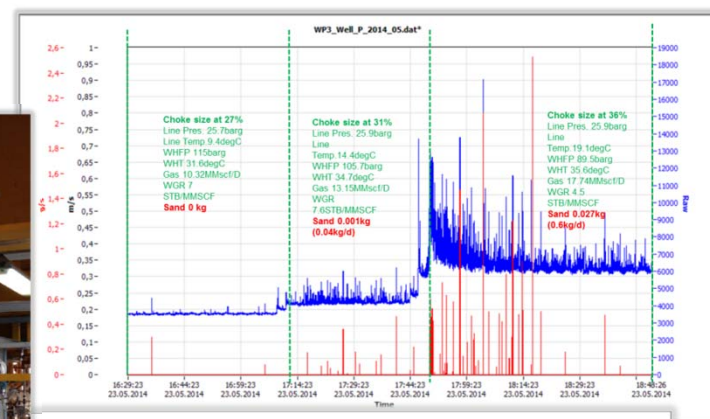 WP3_Well_P_2014_05.dat*
2,6-
2,4-
2,2-
2-
1,8-
1,6-
1,4-
1,2-
1-
0,8-
0,6-
0,4-
0,2-
0-
g/s
1-
0,95-
0,9-
0,85-
0,8-
0,75-
0,7-
0,65-
0,6-
0,55-
0,5-
0,45-
0,4-
0,35-
0,3-
0,25-
0,2-
0,15-
0,1-
0,05-
0-
m/s
Choke size at 27%
Line Pres. 25.7barg
Line Temp.9.4degC
WHFP 115barg
WHT 31.6degC
Gas 10.32MMscf/D
WGR 7
STB/MMSCF
Sand 0 kg
Choke size at 31%
Line Pres. 25.9barg
Line
Temp.14.4degC
WHFP 105.7barg
WHT 34.7degC
Gas 13.15MMscf/D
WGR
7.6STB/MMSCF
Sand 0.001kg
(0.04kg/d)
Choke size at 36%
Line Pres. 25.9barg
Line
Temp.19.1degC
WHFP 89.5barg
WHT 35.6degC
Gas 17.74MMscf/D
WGR 4.5
STB/MMSCF
Sand 0.027kg
(0.6kg/d)
-19000
-18000
-17000
-16000
-15000
-14000
-13000
-12000
-11000
-10000
-9000
-8000
-7000
-6000
-5000
-4000
-3000
-2000
-1000
-0
Raw
16:29:23 16:44:23 16:59:23 17:14:23 17:29:23 17:44:23 17:59:23 18:14:23 18:29:23 18:48:26
23.05.2014 23.05.2014 23.05.2014 23.05.2014 23.05.2014 23.05.2014 23.05.2014 23.05.2014 23.05.2014 23.05.2014
Time